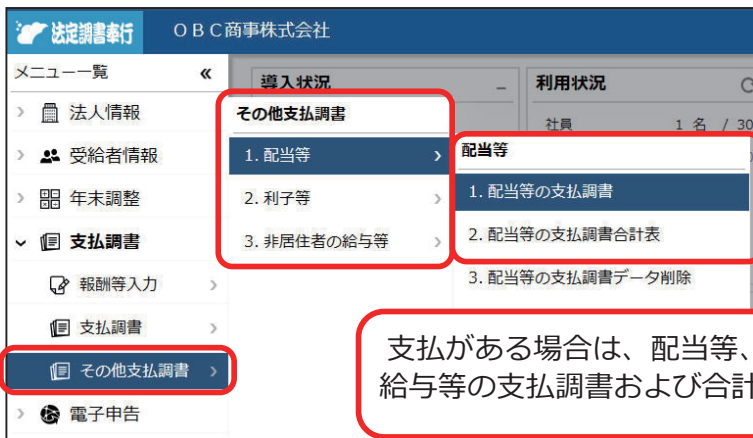 法定調書奉行 OBC商事株式会社
メニュー一覧 «
法人情報
受給者情報
年末調整
支払調書
報酬等入力
支払調書
その他支払調書
電子申告
導入状況
利用状況
社員 1 名 / 30
その他支払調書
1. 配当等
2. 利子等
3. 非居住者の給与等
配当等
1. 配当等の支払調書
2. 配当等の支払調書合計表
3. 配当等の支払調書データ削除
支払がある場合は、配当等、
給与等の支払調書および合計